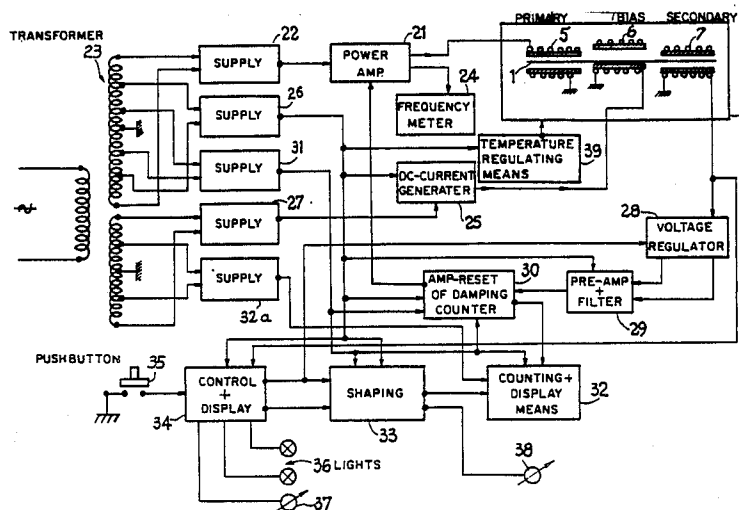 PRIMARY
BIAS
SECONDARY
5
6
7
1
TRANSFORMER
23
22
SUPPLY
21
POWER
AMP.
24
FREQUENCY
METER
26
SUPPLY
31
SUPPLY
TEMPERATURE
REGULATING
MEANS
39
DC-CURRENT
GENERATER
25
27
SUPPLY
28
VOLTAGE
REGULATOR
SUPPLY
32a
30
AMP-RESET
OF DAMPING
COUNTER
PRE-AMP
+
FILTER
29
PUSHBUTTON
35
CONTROL
+
DISPLAY
34
SHAPING
33
COUNTING+
DISPLAY
MEANS
32
36 LIGHTS
37
38